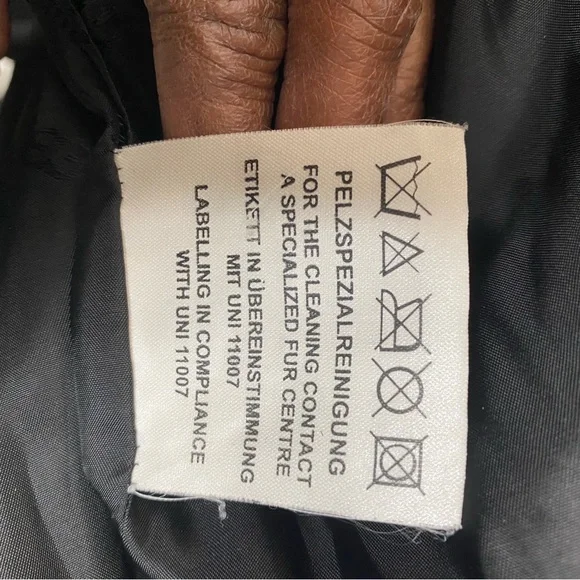 PELZSPEZIALREINIGUNG
FOR THE CLEANING CONTACT
A SPECIALIZED FUR CENTRE
ETIKETT IN ÜBEREINSTIMMUNG
MIT UNI 11007
LABELLING IN COMPLIANCE
WITH UNI 11007